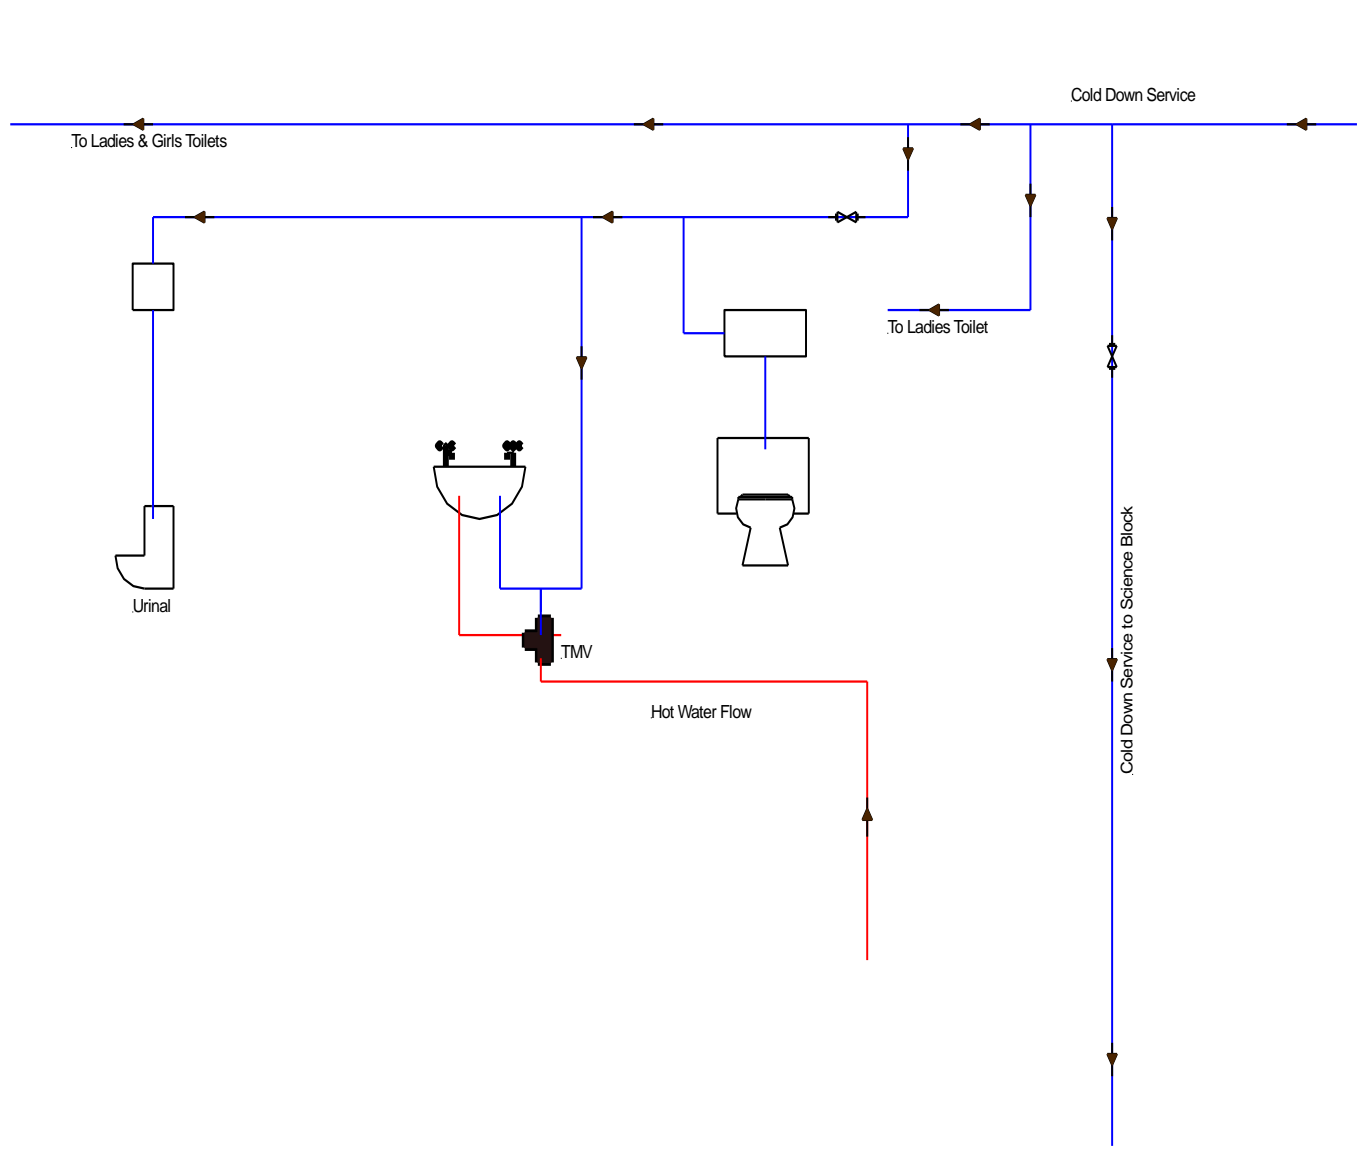 Cold Down Service
To Ladies & Girls Toilets
To Ladies Toilet
Cold Down Service to Science Block
Urinal
TMV
Hot Water Flow